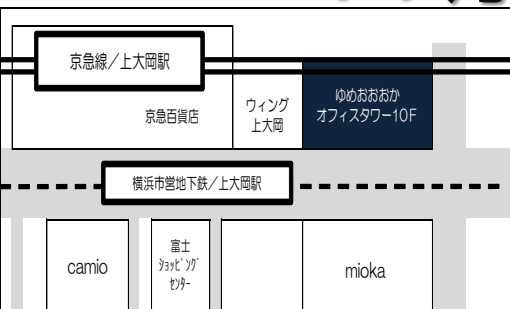 京急線／上大岡駅
京急百貨店
ウィング
上大岡
ゆめおおおか
オフィスタワー10F
横浜市営地下鉄／上大岡駅
camio
富士
ｼｮｯﾋﾟﾝｸﾞ
ｾﾝﾀｰ
mioka